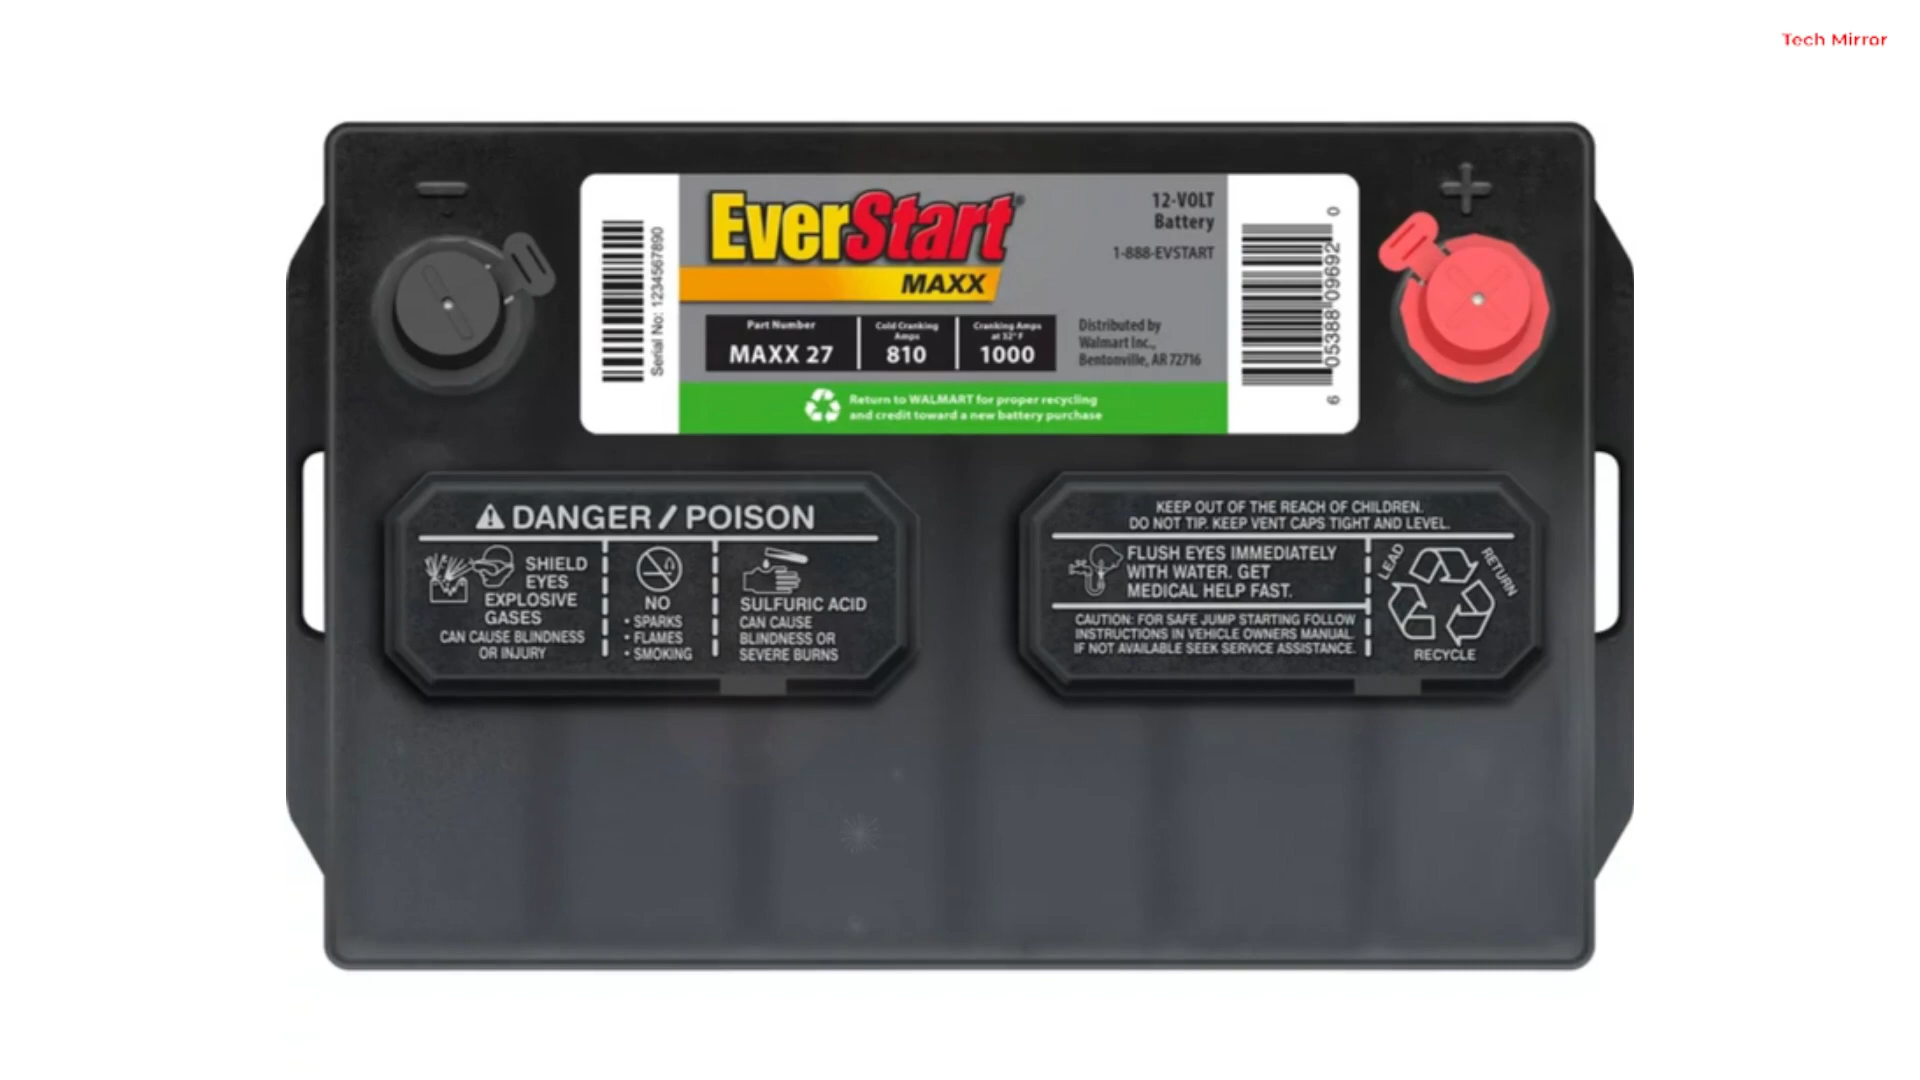 Tech Mirror
EverStart®
MAXX
12-VOLT
Battery
1-888-EVSTART
Serial No: 1234567890
Part Number
MAXX 27
Cold Cranking
Amps
810
Cranking Amps
at 32° F
1000
Distributed by
Walmart Inc.,
Bentonville, AR 72716
Return to WALMART for proper recycling
and credit toward a new battery purchase
6 05388 09692 0
DANGER / POISON
SHIELD
EYES
EXPLOSIVE
GASES
CAN CAUSE BLINDNESS
OR INJURY
NO
• SPARKS
• FLAMES
• SMOKING
SULFURIC ACID
CAN CAUSE
BLINDNESS OR
SEVERE BURNS
KEEP OUT OF THE REACH OF CHILDREN.
DO NOT TIP. KEEP VENT CAPS TIGHT AND LEVEL.
FLUSH EYES IMMEDIATELY
WITH WATER. GET
MEDICAL HELP FAST.
CAUTION: FOR SAFE JUMP STARTING FOLLOW
INSTRUCTIONS IN VEHICLE OWNERS MANUAL.
IF NOT AVAILABLE SEEK SERVICE ASSISTANCE.
LEAD
RETURN
RECYCLE